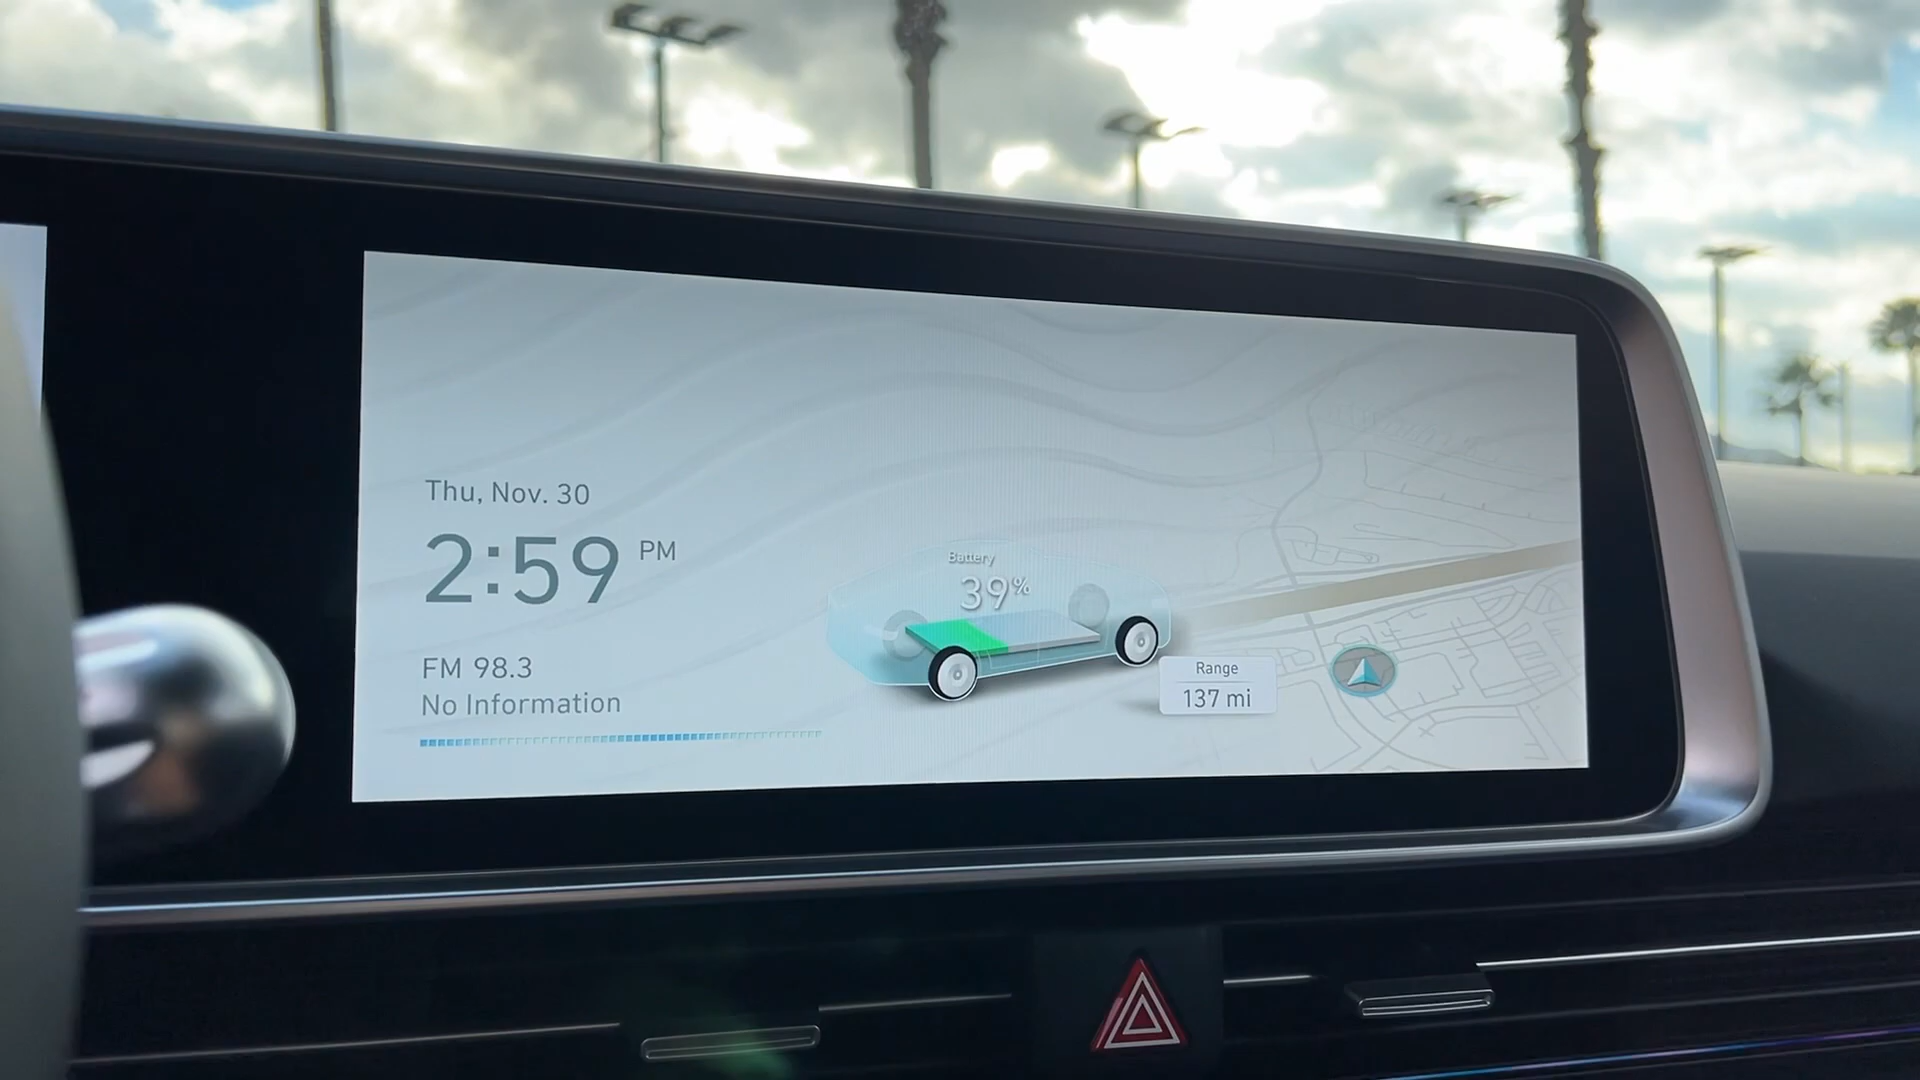 Thu, Nov. 30
2:59 PM
FM 98.3
No Information
Battery
39%
Range
137 mi